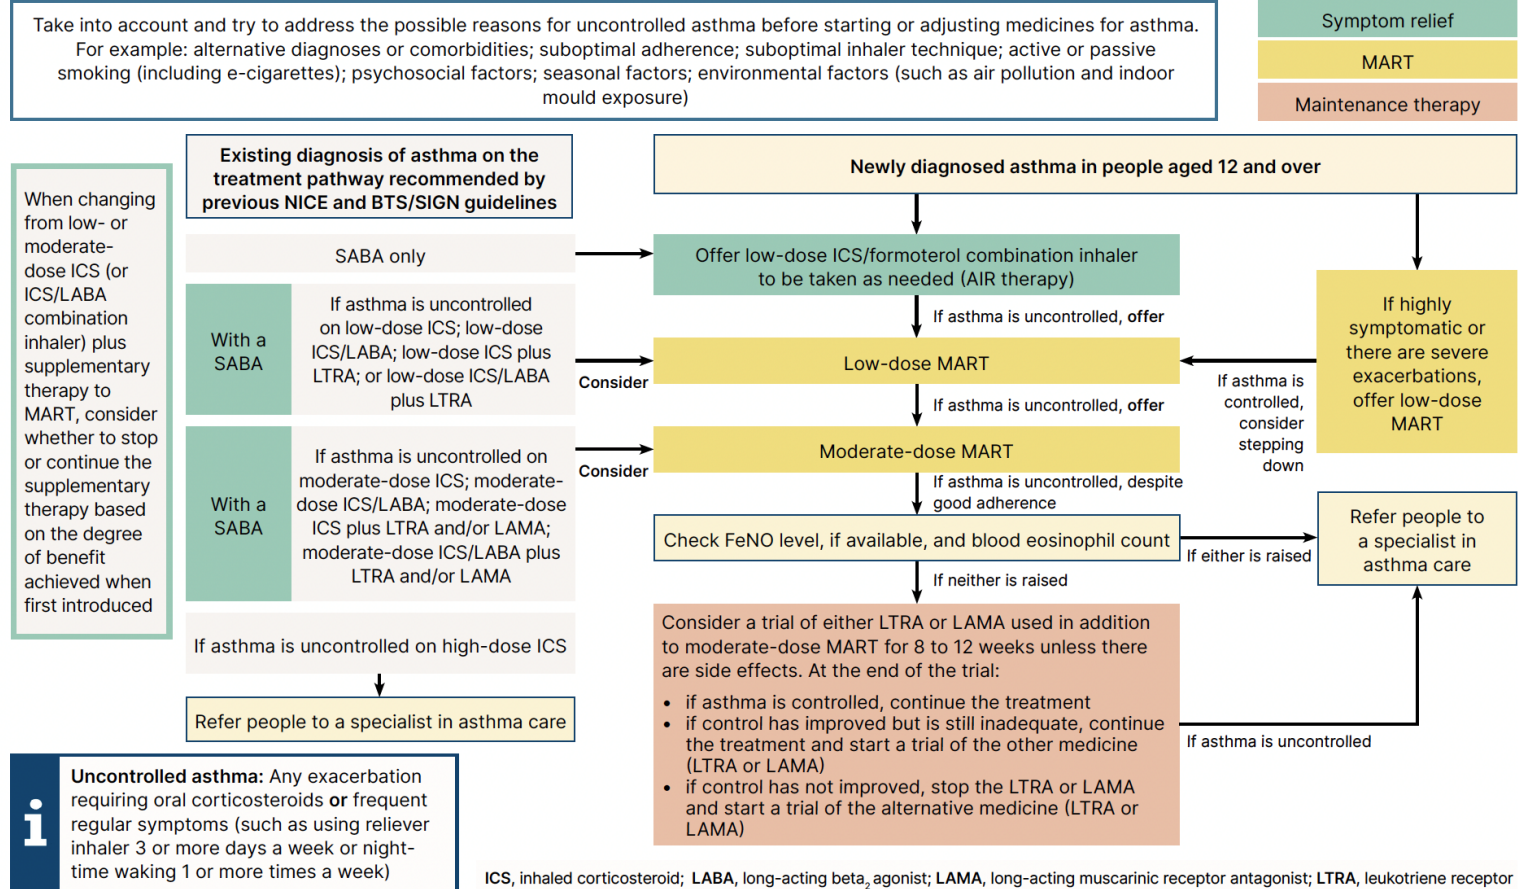 Take into account and try to address the possible reasons for uncontrolled asthma before starting or adjusting medicines for asthma.
For example: alternative diagnoses or comorbidities; suboptimal adherence; suboptimal inhaler technique; active or passive
smoking (including e-cigarettes); psychosocial factors; seasonal factors; environmental factors (such as air pollution and indoor
mould exposure)
Symptom relief
MART
Maintenance therapy
When changing
from low- or
moderate-
dose ICS (or
ICS/LABA
combination
inhaler) plus
supplementary
therapy to
MART, consider
whether to stop
or continue the
supplementary
therapy based
on the degree
of benefit
achieved when
first introduced
Existing diagnosis of asthma on the
treatment pathway recommended by
previous NICE and BTS/SIGN guidelines
SABA only
With a
SABA
If asthma is uncontrolled
on low-dose ICS; low-dose
ICS/LABA; low-dose ICS plus
LTRA; or low-dose ICS/LABA
plus LTRA
Consider
With a
SABA
If asthma is uncontrolled on
moderate-dose ICS; moderate-
dose ICS/LABA; moderate-dose
ICS plus LTRA and/or LAMA;
moderate-dose ICS/LABA plus
LTRA and/or LAMA
Consider
If asthma is uncontrolled on high-dose ICS
Refer people to a specialist in asthma care
Newly diagnosed asthma in people aged 12 and over
Offer low-dose ICS/formoterol combination inhaler
to be taken as needed (AIR therapy)
If asthma is uncontrolled, offer
Low-dose MART
If asthma is uncontrolled, offer
Moderate-dose MART
If asthma is uncontrolled, despite
good adherence
Check FeNO level, if available, and blood eosinophil count
If neither is raised
Consider a trial of either LTRA or LAMA used in addition
to moderate-dose MART for 8 to 12 weeks unless there
are side effects. At the end of the trial:
• if asthma is controlled, continue the treatment
• if control has improved but is still inadequate, continue
the treatment and start a trial of the other medicine
(LTRA or LAMA)
• if control has not improved, stop the LTRA or LAMA
and start a trial of the alternative medicine (LTRA or
LAMA)
If highly
symptomatic or
there are severe
exacerbations,
offer low-dose
MART
If asthma is
controlled,
consider
stepping
down
If either is raised
Refer people to
a specialist in
asthma care
If asthma is uncontrolled
i
Uncontrolled asthma: Any exacerbation
requiring oral corticosteroids or frequent
regular symptoms (such as using reliever
inhaler 3 or more days a week or night-
time waking 1 or more times a week)
ICS, inhaled corticosteroid; LABA, long-acting beta₂ agonist; LAMA, long-acting muscarinic receptor antagonist; LTRA, leukotriene receptor